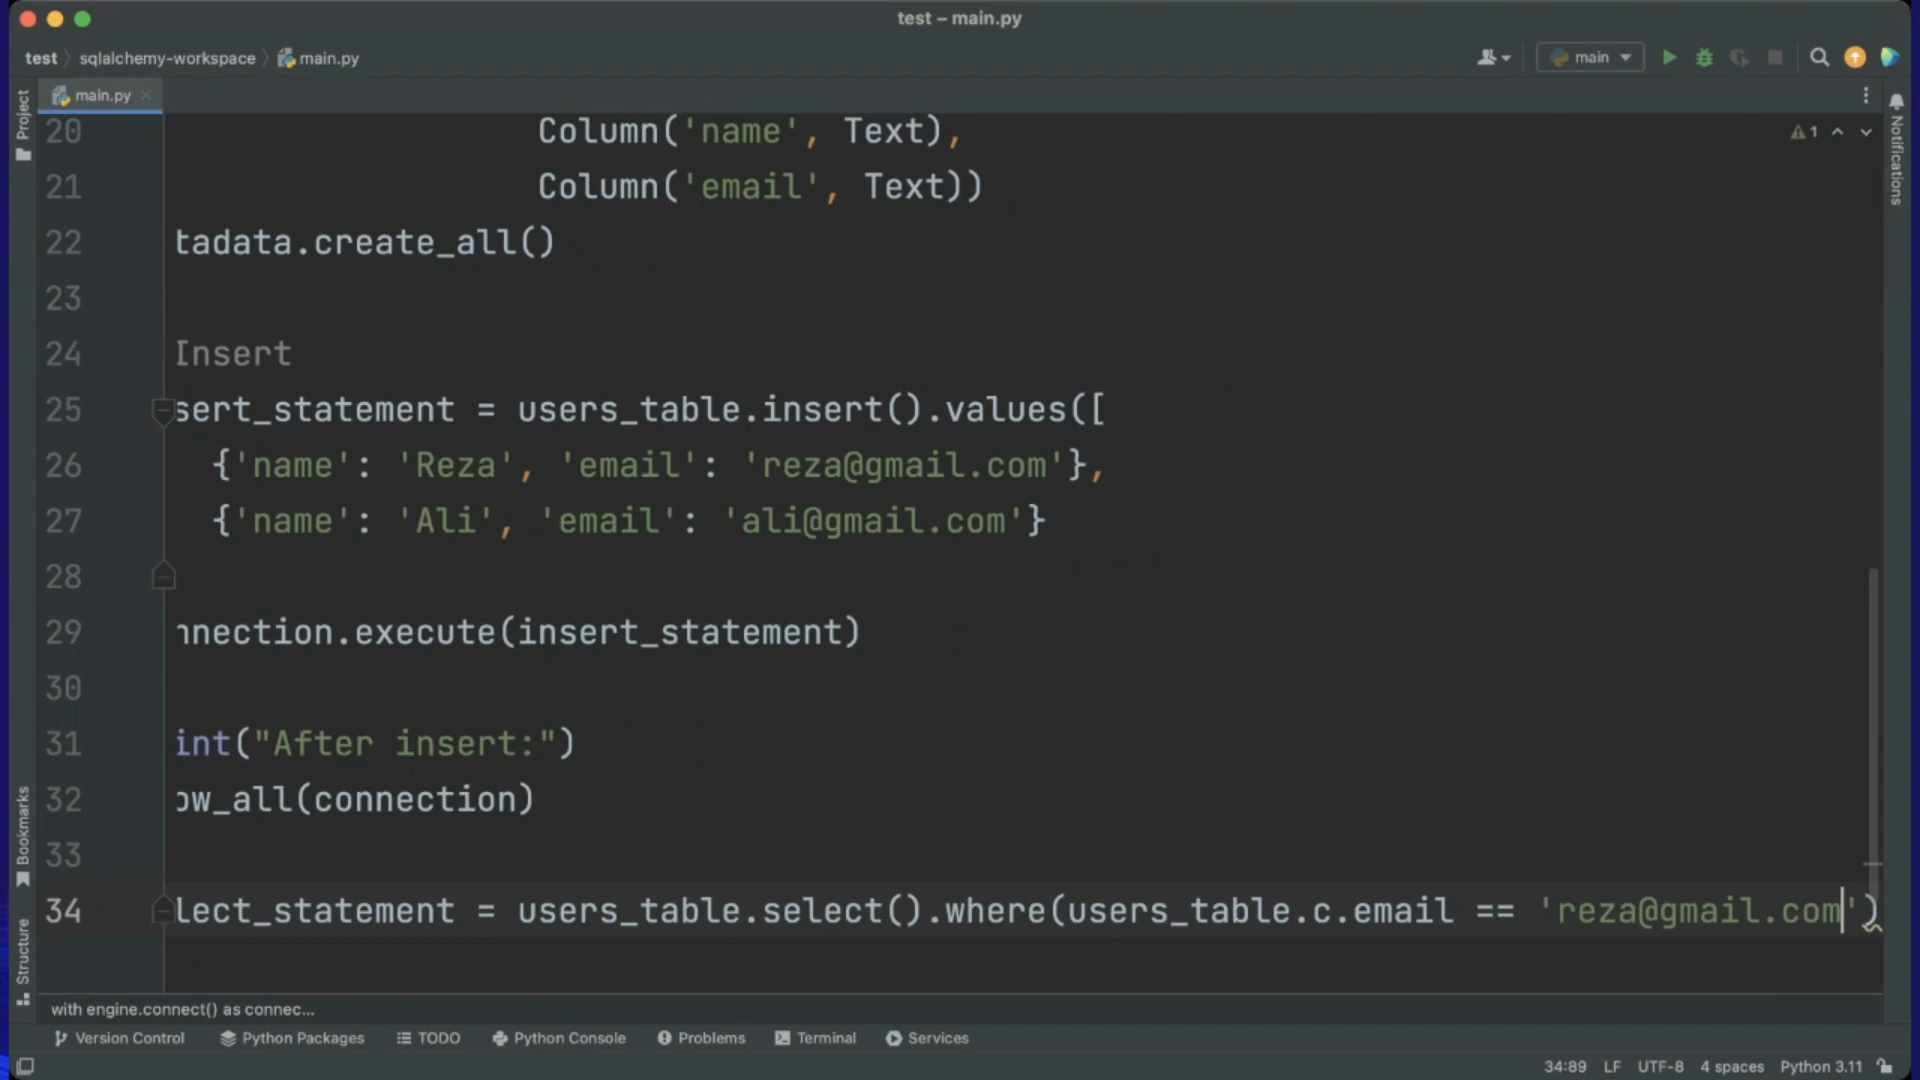 test – main.py
test sqlalchemy-workspace main.py
main
Project
main.py
1
Notifications
20 Column('name', Text),
21 Column('email', Text))
22 tadata.create_all()
23
24 Insert
25 sert_statement = users_table.insert().values([
26 {'name': 'Reza', 'email': 'reza@gmail.com'},
27 {'name': 'Ali', 'email': 'ali@gmail.com'}
28
29 nnection.execute(insert_statement)
30
31 int("After insert:")
32 ow_all(connection)
33
34 lect_statement = users_table.select().where(users_table.c.email == 'reza@gmail.com')
Bookmarks
Structure
with engine.connect() as connec...
Version Control Python Packages TODO Python Console Problems Terminal Services
34:89 LF UTF-8 4 spaces Python 3.11